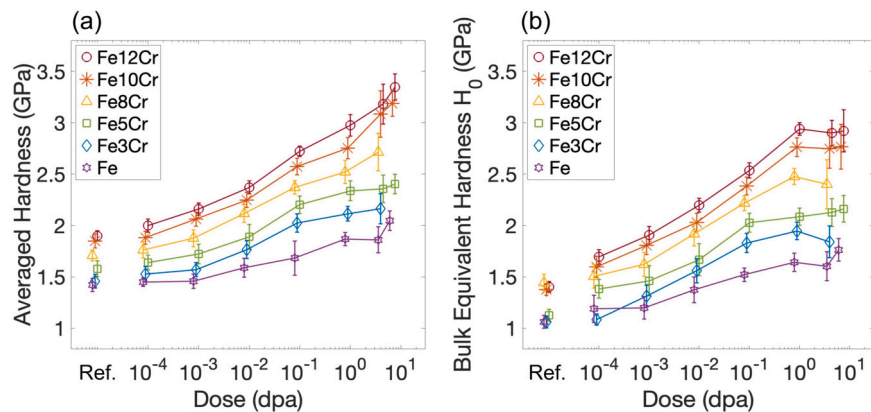 (a)
Averaged Hardness (GPa)
3.5
3
2.5
2
1.5
1
Fe12Cr
Fe10Cr
Fe8Cr
Fe5Cr
Fe3Cr
Fe
Ref. 10⁻⁴ 10⁻³ 10⁻² 10⁻¹ 10⁰ 10¹
Dose (dpa)
(b)
Bulk Equivalent Hardness H₀ (GPa)
3.5
3
2.5
2
1.5
1
Fe12Cr
Fe10Cr
Fe8Cr
Fe5Cr
Fe3Cr
Fe
Ref. 10⁻⁴ 10⁻³ 10⁻² 10⁻¹ 10⁰ 10¹
Dose (dpa)